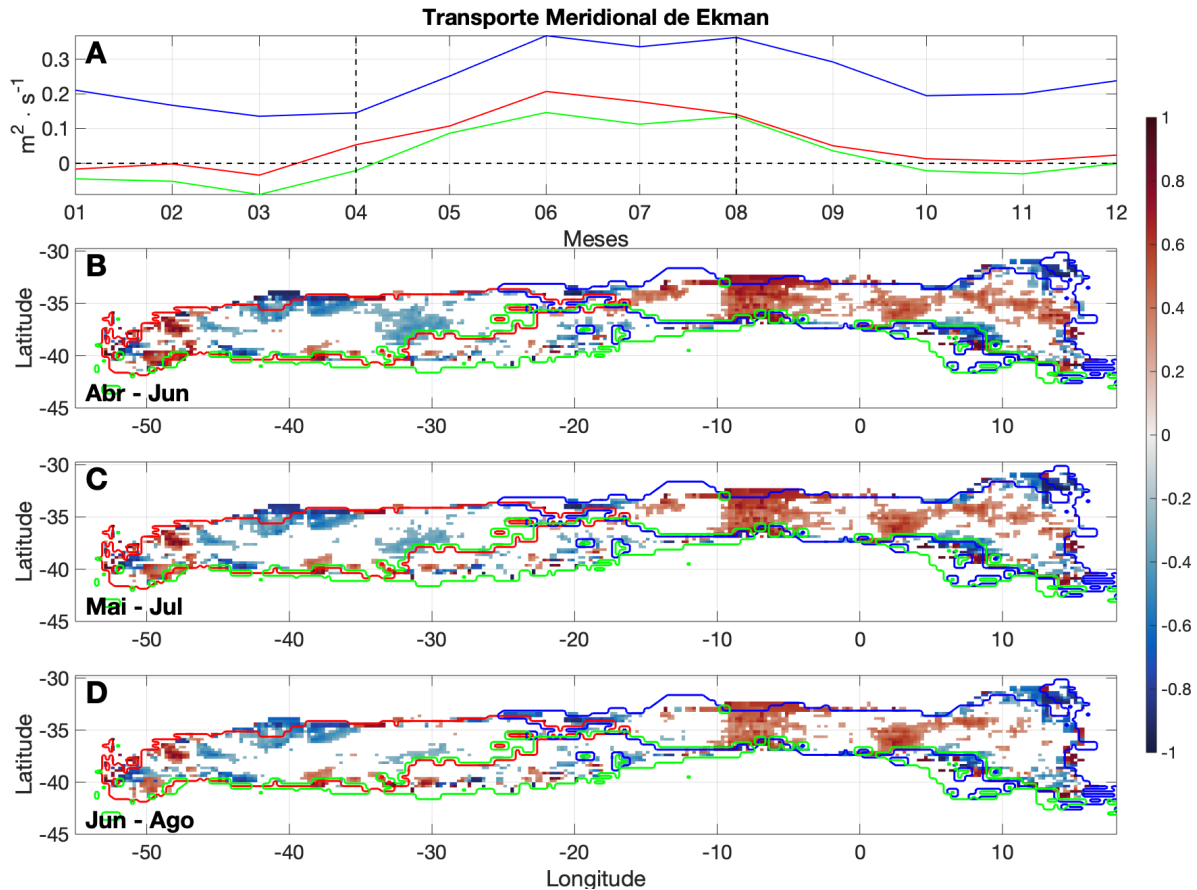 Transporte Meridional de Ekman
A
m² · s⁻¹
0.3
0.2
0.1
0
01 02 03 04 05 06 07 08 09 10 11 12
Meses
B
Latitude
-30
-35
-40
-45
Abr - Jun
-50 -40 -30 -20 -10 0 10
C
Latitude
-30
-35
-40
-45
Mai - Jul
-50 -40 -30 -20 -10 0 10
D
Latitude
-30
-35
-40
-45
Jun - Ago
-50 -40 -30 -20 -10 0 10
Longitude
1
0.8
0.6
0.4
0.2
0
-0.2
-0.4
-0.6
-0.8
-1